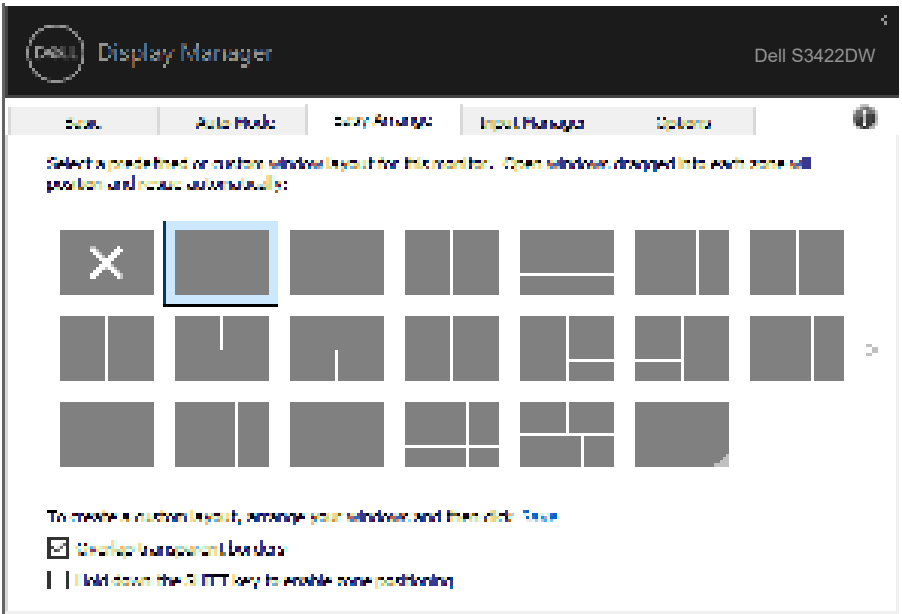 DELL Display Manager
Dell S3422DW
Basic Auto Mode Easy Arrange Input Manager Options
Select a predefined or custom window layout for this monitor. Open windows dragged into each zone will
position and resize automatically:
To create a custom layout, arrange your windows and then click Save
Overlap transparent borders
Hold down the SHIFT key to enable zone positioning